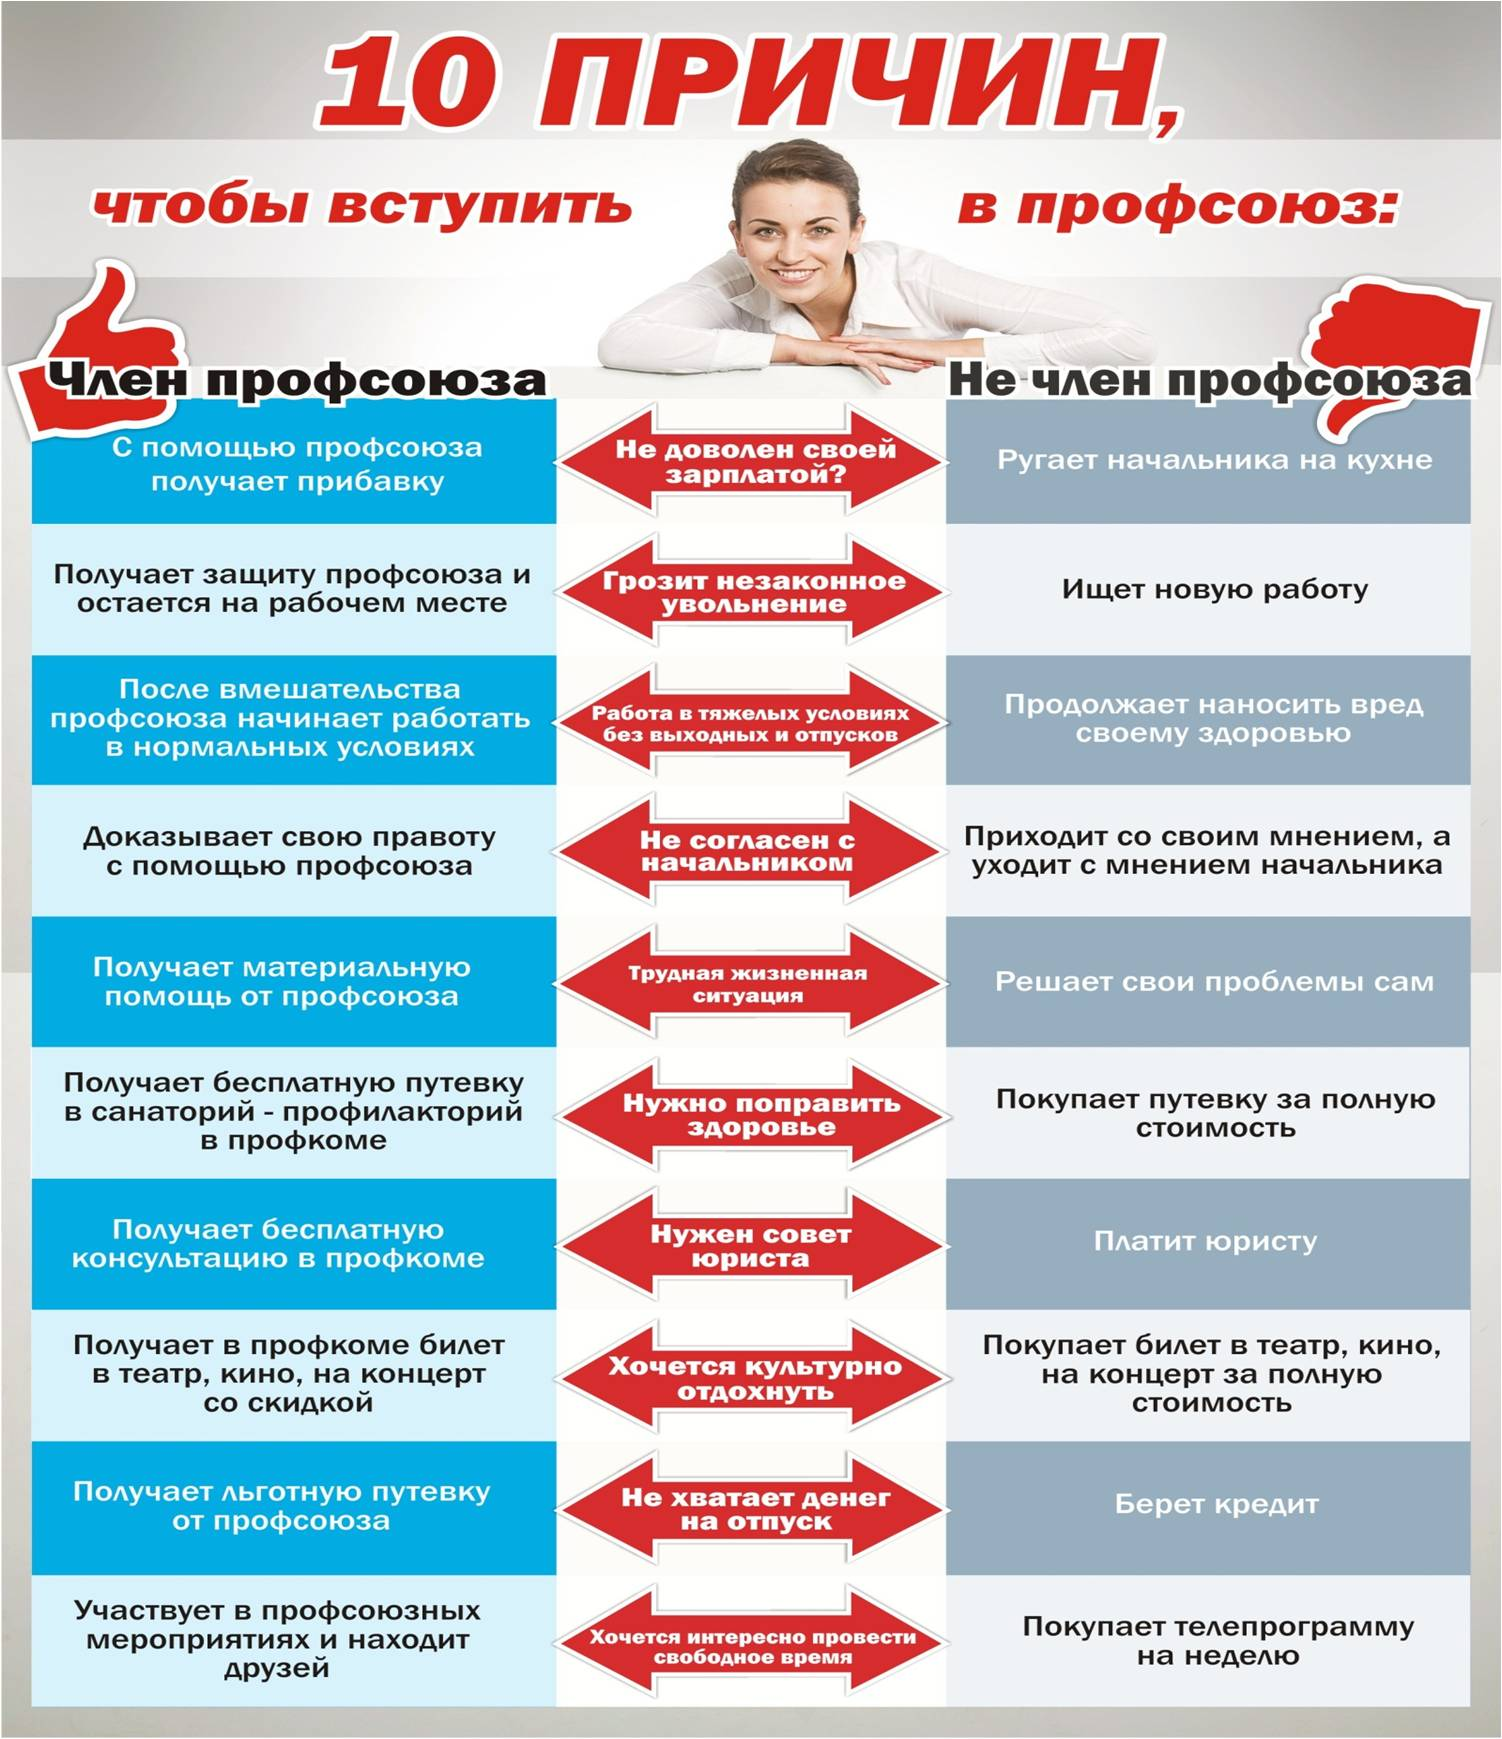 10 ПРИЧИН,
чтобы вступить в профсоюз:
Член профсоюза
Не член профсоюза
С помощью профсоюза
получает прибавку
Не доволен своей
зарплатой?
Ругает начальника на кухне
Получает защиту профсоюза и
остается на рабочем месте
Грозит незаконное
увольнение
Ищет новую работу
После вмешательства
профсоюза начинает работать
в нормальных условиях
Работа в тяжелых условиях
без выходных и отпусков
Продолжает наносить вред
своему здоровью
Доказывает свою правоту
с помощью профсоюза
Не согласен с
начальником
Приходит со своим мнением, а
уходит с мнением начальника
Получает материальную
помощь от профсоюза
Трудная жизненная
ситуация
Решает свои проблемы сам
Получает бесплатную путевку
в санаторий - профилакторий
в профкоме
Нужно поправить
здоровье
Покупает путевку за полную
стоимость
Получает бесплатную
консультацию в профкоме
Нужен совет
юриста
Платит юристу
Получает в профкоме билет
в театр, кино, на концерт
со скидкой
Хочется культурно
отдохнуть
Покупает билет в театр, кино,
на концерт за полную
стоимость
Получает льготную путевку
от профсоюза
Не хватает денег
на отпуск
Берет кредит
Участвует в профсоюзных
мероприятиях и находит
друзей
Хочется интересно провести
свободное время
Покупает телепрограмму
на неделю